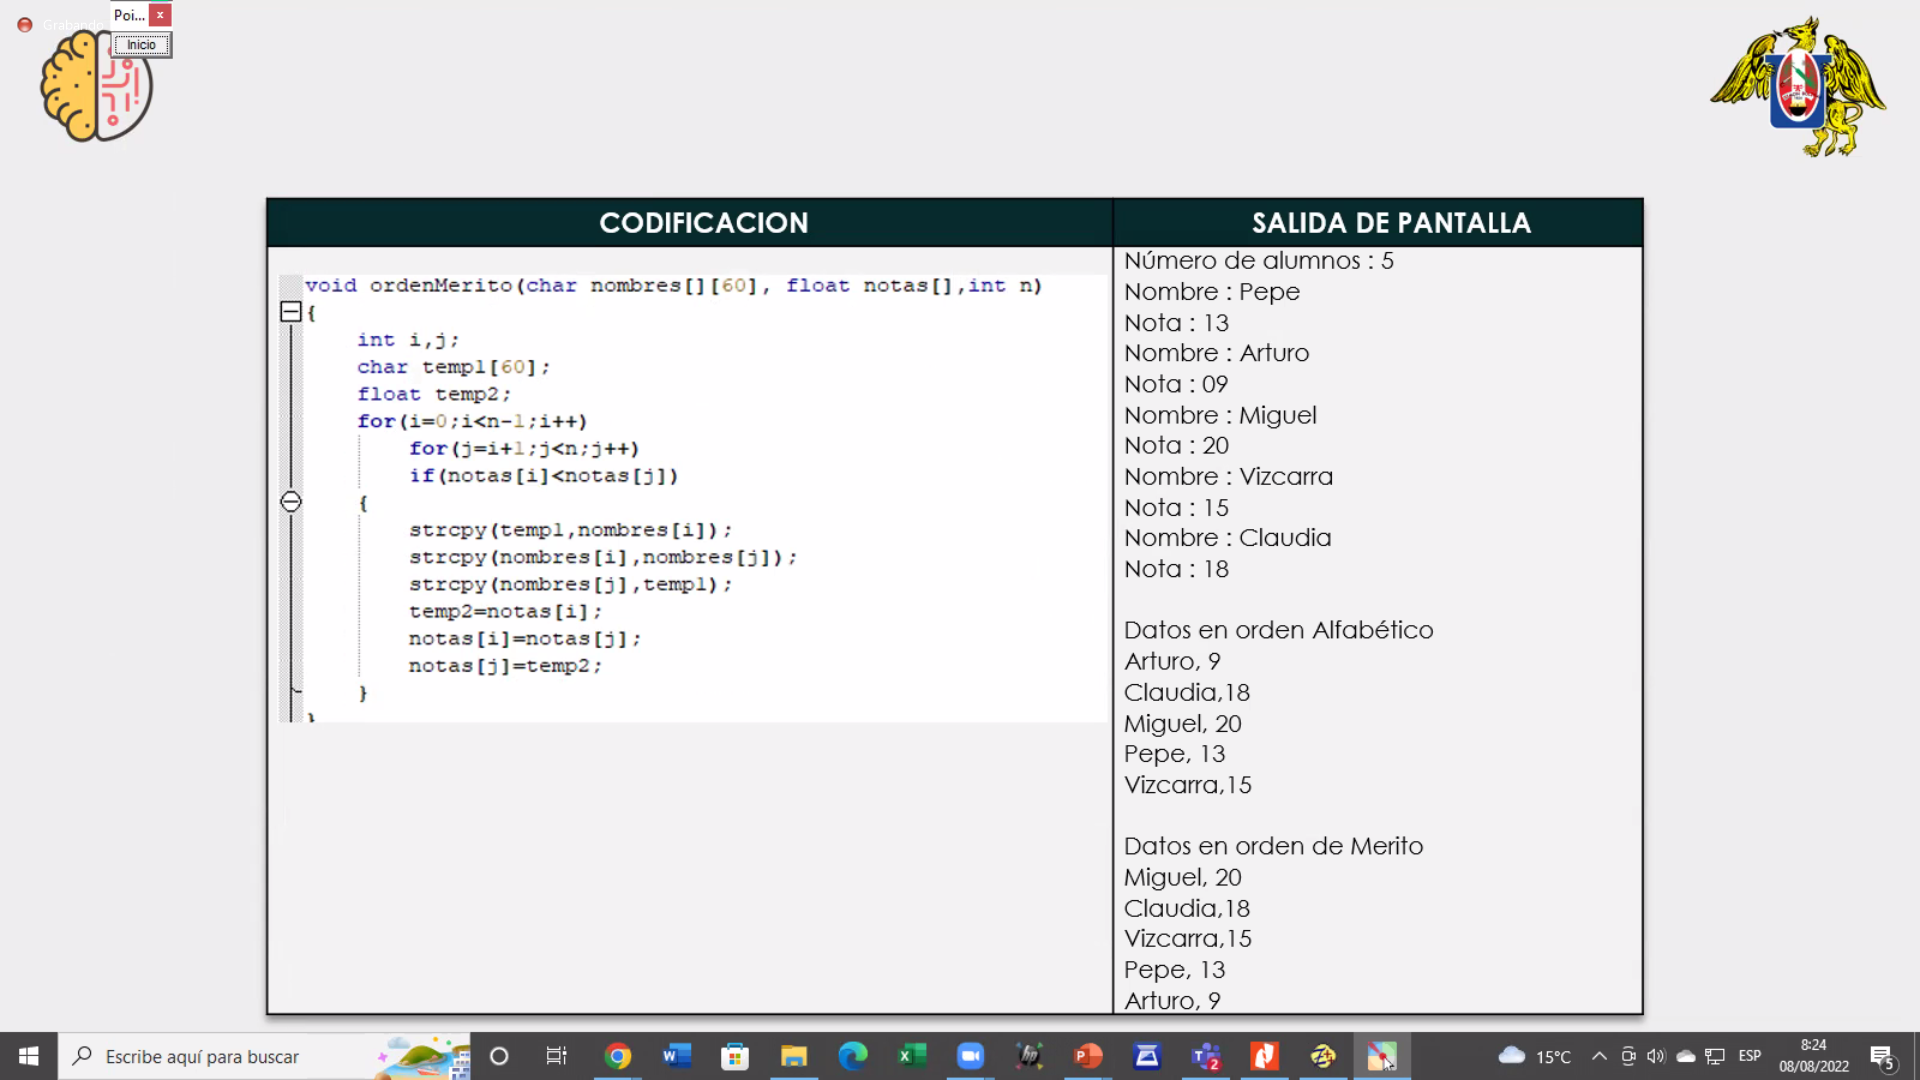 Grabando
Poi... x
Inicio
CODIFICACION
void ordenMerito(char nombres[][60], float notas[],int n)
{
int i,j;
char temp1[60];
float temp2;
for(i=0;i<n-1;i++)
for(j=i+1;j<n;j++)
if(notas[i]<notas[j])
{
strcpy(temp1,nombres[i]);
strcpy(nombres[i],nombres[j]);
strcpy(nombres[j],temp1);
temp2=notas[i];
notas[i]=notas[j];
notas[j]=temp2;
}
}
SALIDA DE PANTALLA
Número de alumnos : 5
Nombre : Pepe
Nota : 13
Nombre : Arturo
Nota : 09
Nombre : Miguel
Nota : 20
Nombre : Vizcarra
Nota : 15
Nombre : Claudia
Nota : 18
Datos en orden Alfabético
Arturo, 9
Claudia,18
Miguel, 20
Pepe, 13
Vizcarra,15
Datos en orden de Merito
Miguel, 20
Claudia,18
Vizcarra,15
Pepe, 13
Arturo, 9
Escribe aquí para buscar
15°C
ESP
8:24
08/08/2022
5